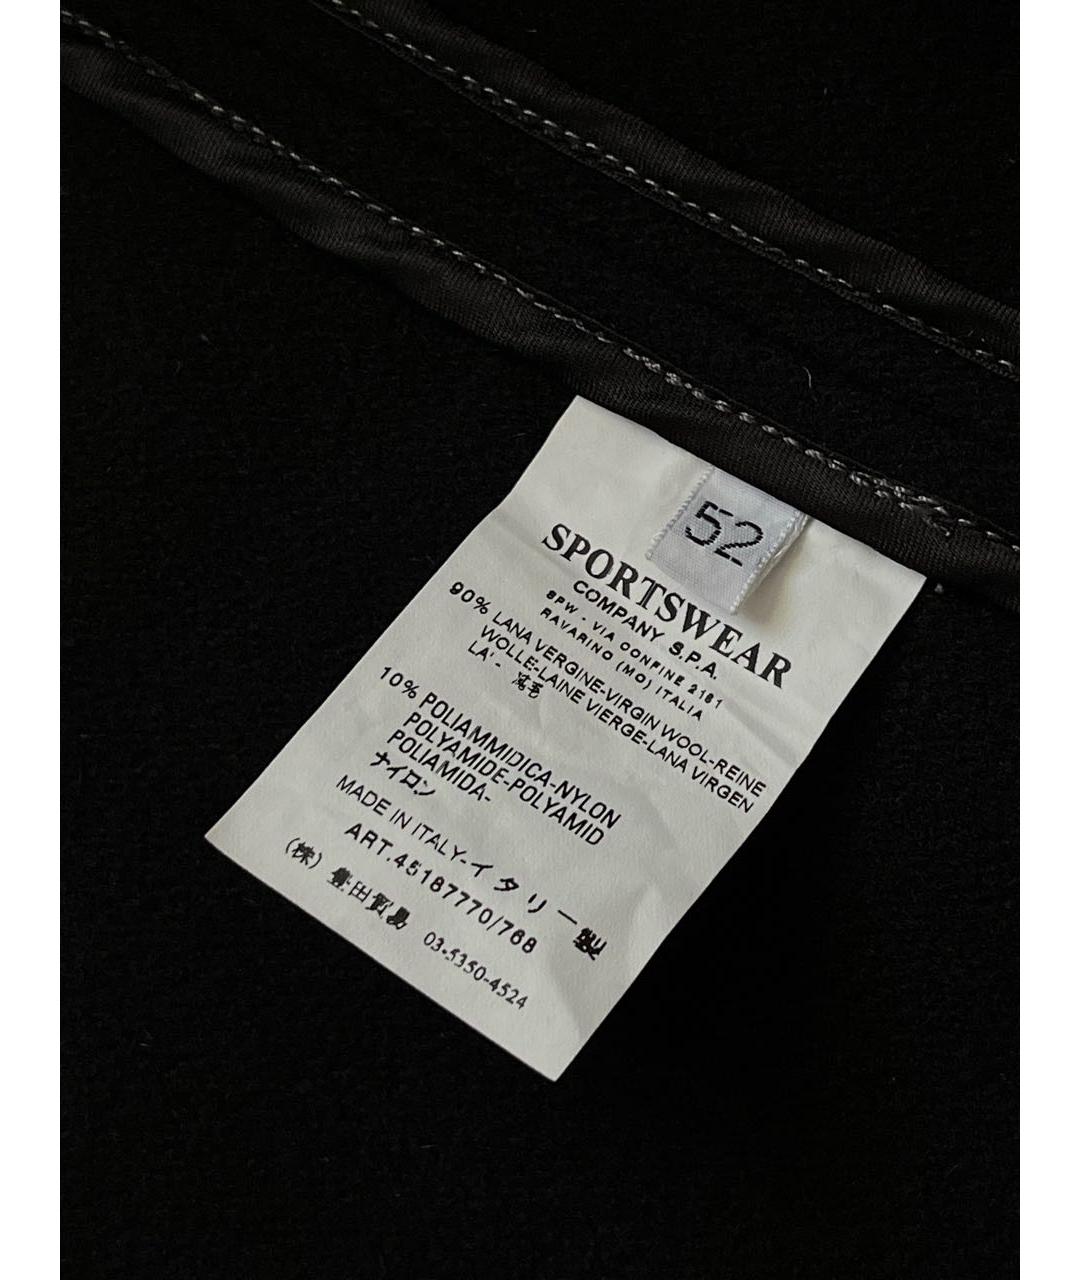 52
SPORTSWEAR
COMPANY S.P.A.
SPW - VIA CONFINE 2161
RAVARINO (MO) ITALIA
90% LANA VERGINE-VIRGIN WOOL-REINE
WOLLE-LAINE VIERGE-LANA VIRGEN
LA'- 毛
10% POLIAMMIDICA-NYLON
POLYAMIDE-POLYAMID
POLIAMIDA-
ナイロン
MADE IN ITALY-イタリー製
ART.45187770/768
(株) 豊田貿易 03-5350-4524